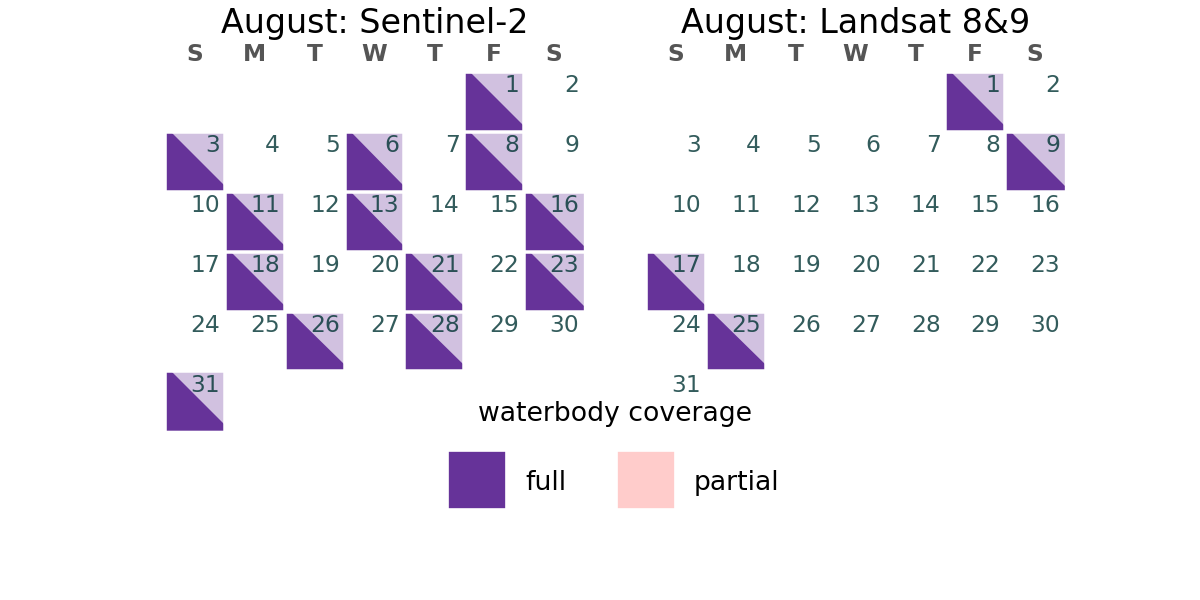 August: Sentinel-2
S M T W T F S
1 2
3 4 5 6 7 8 9
10 11 12 13 14 15 16
17 18 19 20 21 22 23
24 25 26 27 28 29 30
31
August: Landsat 8&9
S M T W T F S
1 2
3 4 5 6 7 8 9
10 11 12 13 14 15 16
17 18 19 20 21 22 23
24 25 26 27 28 29 30
31
waterbody coverage
full partial